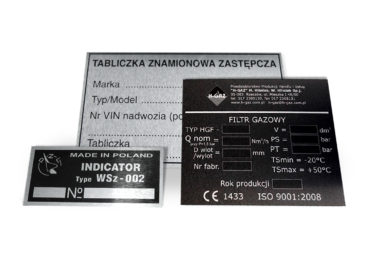 TABLICZKA ZNAMIONOWA ZASTĘPCZA
Marka
Typ/Model
Nr VIN nadwozia (po
Tabliczka
MADE IN POLAND
INDICATOR
Type WSz-002
Nº
H-GAZ
FILTR GAZOWY
TYP HGF - V = dm³
Q nom = Nm³/h PS =
D wlot /wylot = mm PT =
Nr fabr. TSmin = -20°C
TSmax = +50°C
Rok produkcji
CE 1433 ISO 9001:2008